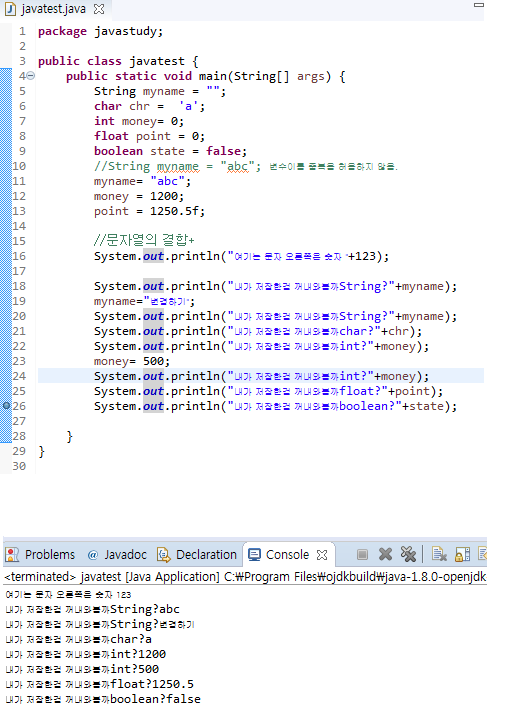 javatest.java
1 package javastudy;
2
3 public class javatest {
4 public static void main(String[] args) {
5 String myname = "";
6 char chr = 'a';
7 int money= 0;
8 float point = 0;
9 boolean state = false;
10 //String myname = "abc"; 변수이름 중복을 허용하지 않음.
11 myname= "abc";
12 money = 1200;
13 point = 1250.5f;
14
15 //문자열의 결합+
16 System.out.println("여기는 문자 오른쪽은 숫자 "+123);
17
18 System.out.println("내가 저장한걸 꺼내와볼까String?"+myname);
19 myname="변경하기";
20 System.out.println("내가 저장한걸 꺼내와볼까String?"+myname);
21 System.out.println("내가 저장한걸 꺼내와볼까char?"+chr);
22 System.out.println("내가 저장한걸 꺼내와볼까int?"+money);
23 money= 500;
24 System.out.println("내가 저장한걸 꺼내와볼까int?"+money);
25 System.out.println("내가 저장한걸 꺼내와볼까float?"+point);
26 System.out.println("내가 저장한걸 꺼내와볼까boolean?"+state);
27
28 }
29 }
30
Problems @ Javadoc Declaration Console
<terminated> javatest [Java Application] C:₩Program Files₩ojdkbuild₩java-1.8.0-openjdk
여기는 문자 오른쪽은 숫자 123
내가 저장한걸 꺼내와볼까String?abc
내가 저장한걸 꺼내와볼까String?변경하기
내가 저장한걸 꺼내와볼까char?a
내가 저장한걸 꺼내와볼까int?1200
내가 저장한걸 꺼내와볼까int?500
내가 저장한걸 꺼내와볼까float?1250.5
내가 저장한걸 꺼내와볼까boolean?false